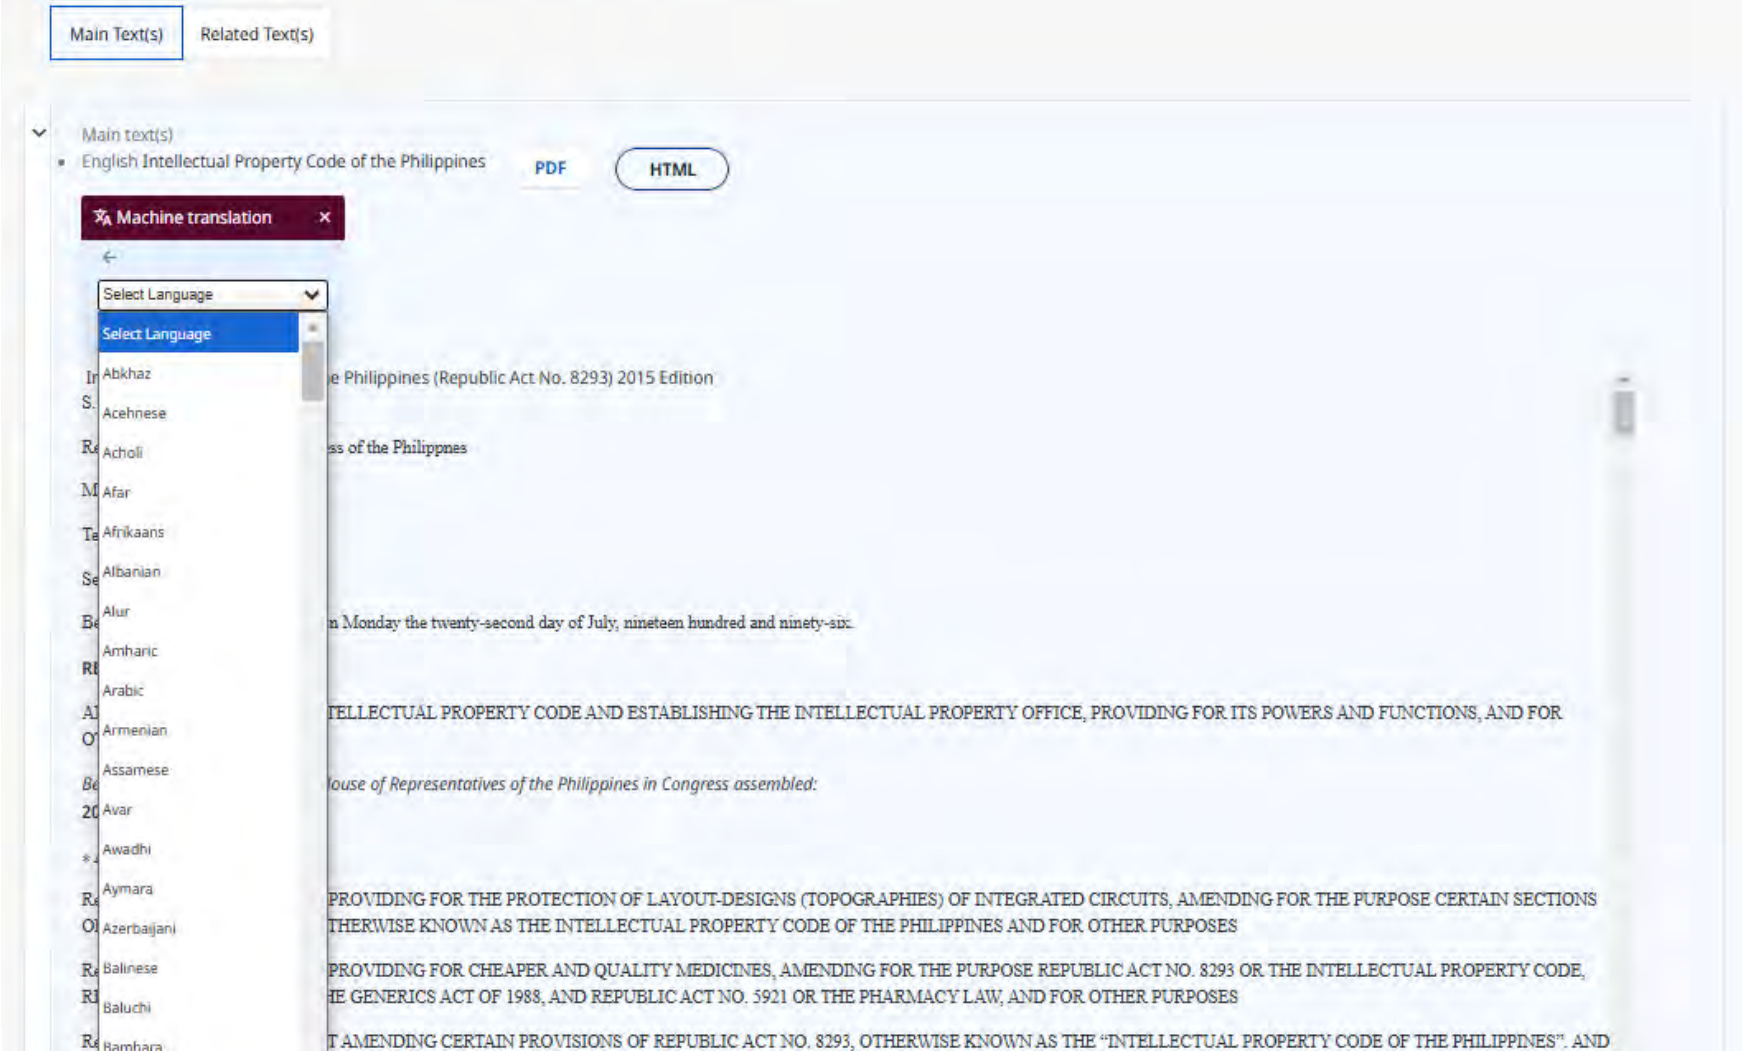 Main Text(s) Related Text(s)
Main text(s)
English Intellectual Property Code of the Philippines PDF HTML
Machine translation ×
←
Select Language
Select Language
Abkhaz
e Philippines (Republic Act No. 8293) 2015 Edition
S.
Acehnese
Acholi
ss of the Philippnes
M
Afar
Afrikaans
Albanian
Alur
n Monday the twenty-second day of July, nineteen hundred and ninety-six.
Amharic
Arabic
TELLECTUAL PROPERTY CODE AND ESTABLISHING THE INTELLECTUAL PROPERTY OFFICE, PROVIDING FOR ITS POWERS AND FUNCTIONS, AND FOR
Armenian
Assamese
Be
ouse of Representatives of the Philippines in Congress assembled:
20
Avar
Awadhi
Aymara
PROVIDING FOR THE PROTECTION OF LAYOUT-DESIGNS (TOPOGRAPHIES) OF INTEGRATED CIRCUITS, AMENDING FOR THE PURPOSE CERTAIN SECTIONS
Azerbaijani
THERWISE KNOWN AS THE INTELLECTUAL PROPERTY CODE OF THE PHILIPPINES AND FOR OTHER PURPOSES
Balinese
PROVIDING FOR CHEAPER AND QUALITY MEDICINES, AMENDING FOR THE PURPOSE REPUBLIC ACT NO. 8293 OR THE INTELLECTUAL PROPERTY CODE,
HE GENERICS ACT OF 1988, AND REPUBLIC ACT NO. 5921 OR THE PHARMACY LAW, AND FOR OTHER PURPOSES
Baluchi
Bambara
T AMENDING CERTAIN PROVISIONS OF REPUBLIC ACT NO. 8293, OTHERWISE KNOWN AS THE “INTELLECTUAL PROPERTY CODE OF THE PHILIPPINES”. AND